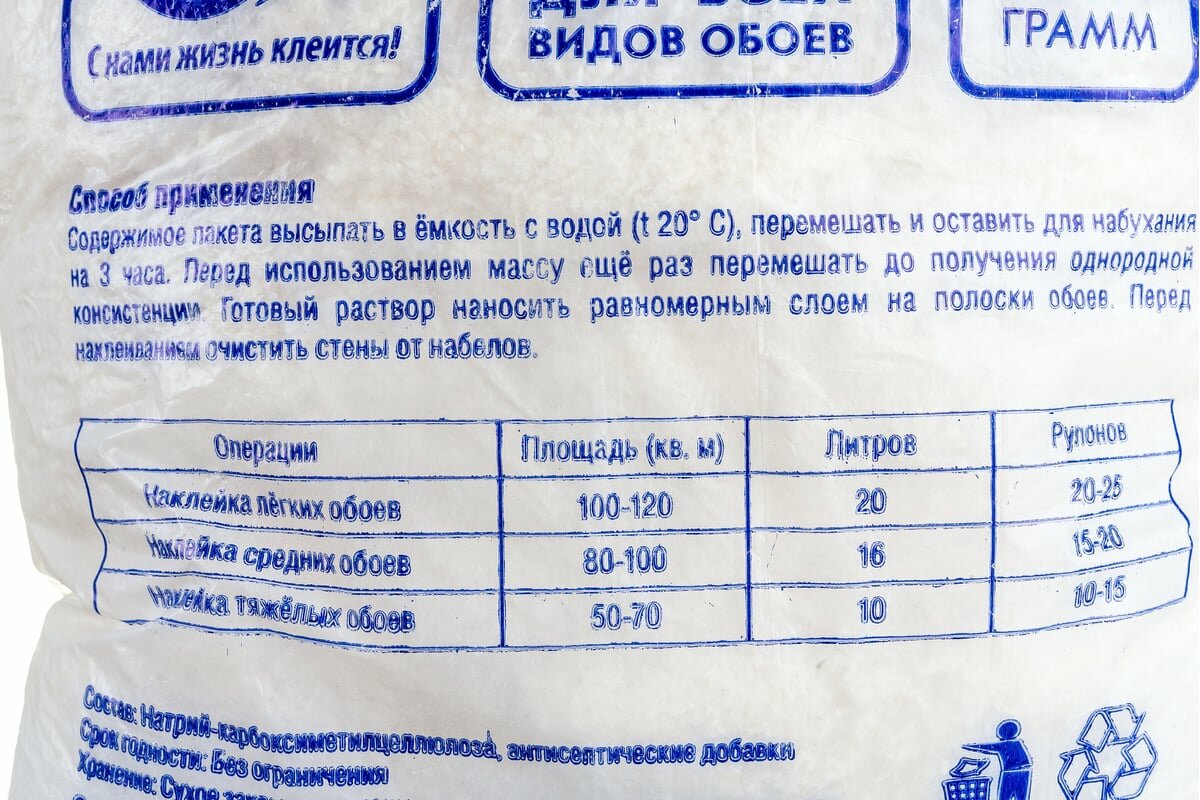 С нами жизнь клеится!
ДЛЯ ВСЕХ
ВИДОВ ОБОЕВ
ГРАММ
Способ применения
Содержимое пакета высыпать в ёмкость с водой (t 20° C), перемешать и оставить для набухания
на 3 часа. Перед использованием массу ещё раз перемешать до получения однородной
консистенции. Готовый раствор наносить равномерным слоем на полоски обоев. Перед
наклеиванием очистить стены от набелов.
Операции Площадь (кв. м) Литров Рулонов
Наклейка лёгких обоев 100-120 20 20-25
Наклейка средних обоев 80-100 16 15-20
Наклейка тяжёлых обоев 50-70 10 10-15
Состав: Натрий-карбоксиметилцеллюлоза, антисептические добавки
Срок годности: Без ограничения
Хранение: Сухое